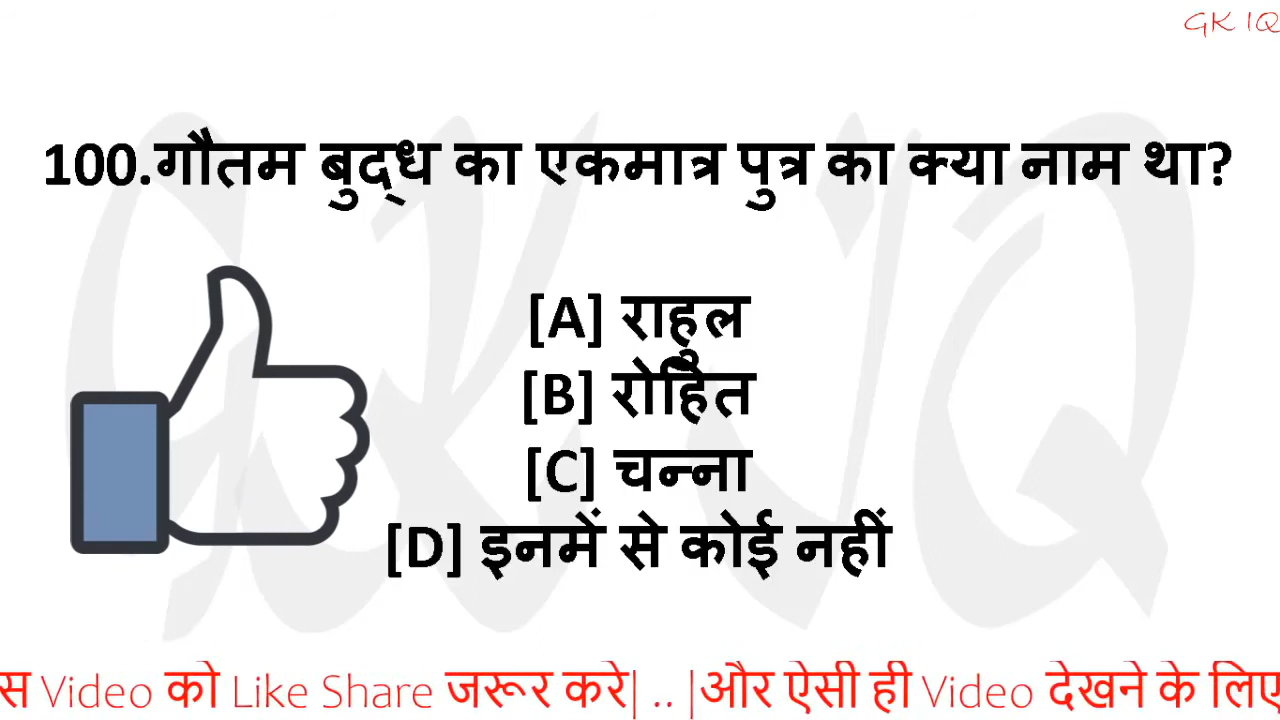 GK IQ
100.गौतम बुद्ध का एकमात्र पुत्र का क्या नाम था?
[A] राहुल
[B] रोहित
[C] चन्ना
[D] इनमें से कोई नहीं
स Video को Like Share जरूर करे| .. |और ऐसी ही Video देखने के लिए